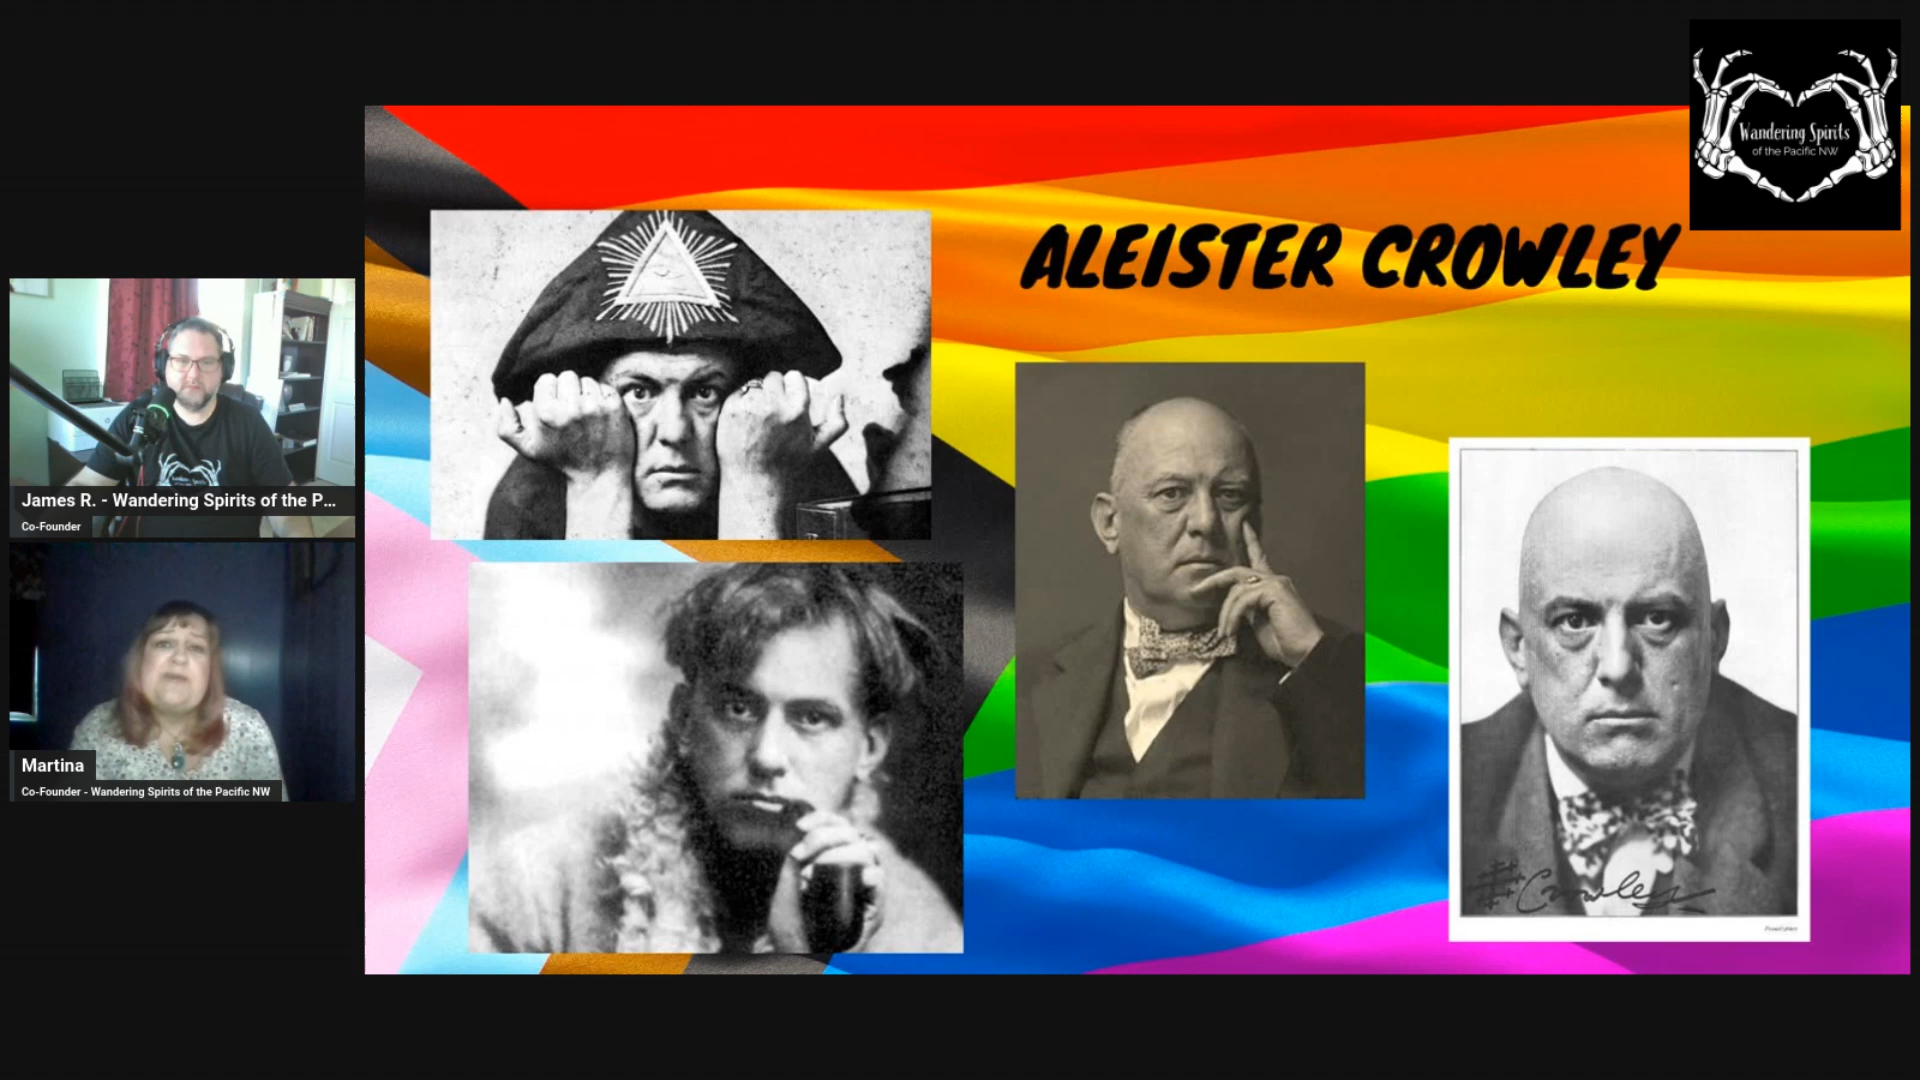 Wandering Spirits
of the Pacific NW
ALEISTER CROWLEY
James R. - Wandering Spirits of the P...
Co-Founder
Martina
Co-Founder - Wandering Spirits of the Pacific NW
Crowley